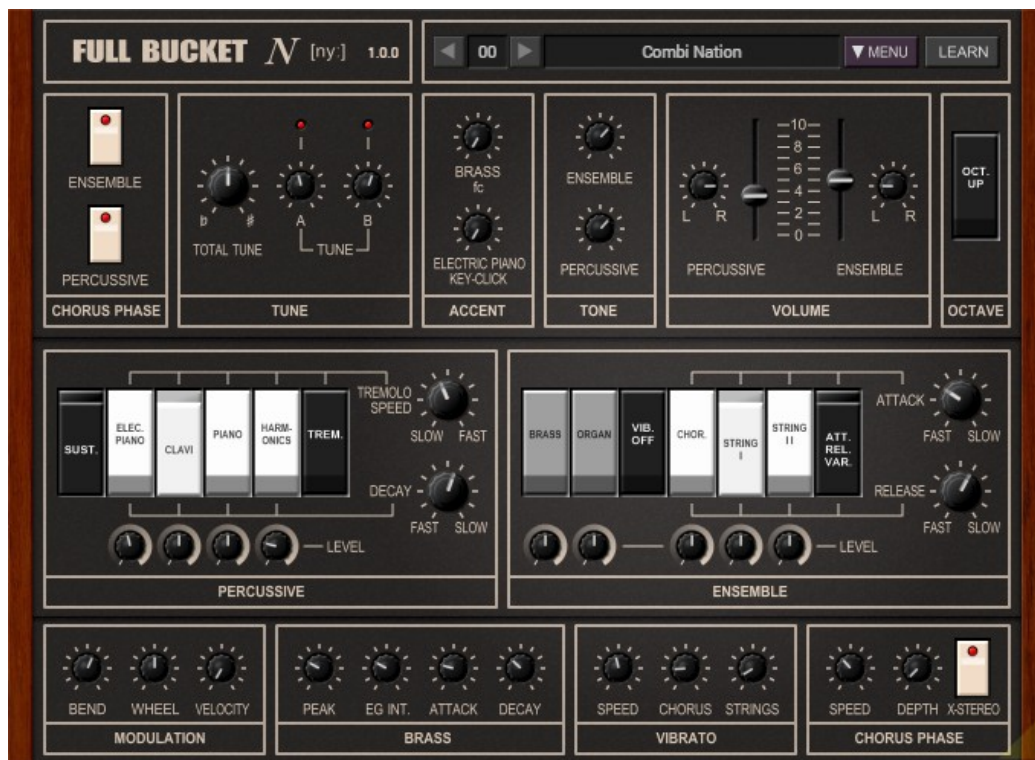 FULL BUCKET N [ny:] 1.0.0
00 Combi Nation ▼ MENU LEARN
ENSEMBLE
PERCUSSIVE
CHORUS PHASE
♭ ♯
TOTAL TUNE
A B
TUNE
TUNE
BRASS
fc
ELECTRIC PIANO
KEY-CLICK
ACCENT
ENSEMBLE
PERCUSSIVE
TONE
10
8
6
4
2
0
L R
L R
PERCUSSIVE ENSEMBLE
VOLUME
OCT.
UP
OCTAVE
SUST.
ELEC.
PIANO
CLAVI
PIANO
HARM-
ONICS
TREM.
TREMOLO
SPEED
SLOW FAST
DECAY
FAST SLOW
LEVEL
PERCUSSIVE
BRASS
ORGAN
VIB.
OFF
CHOR.
STRING
I
STRING
II
ATT.
REL.
VAR.
ATTACK
FAST SLOW
RELEASE
FAST SLOW
LEVEL
ENSEMBLE
BEND WHEEL VELOCITY
MODULATION
PEAK EG INT. ATTACK DECAY
BRASS
SPEED CHORUS STRINGS
VIBRATO
SPEED DEPTH X-STEREO
CHORUS PHASE